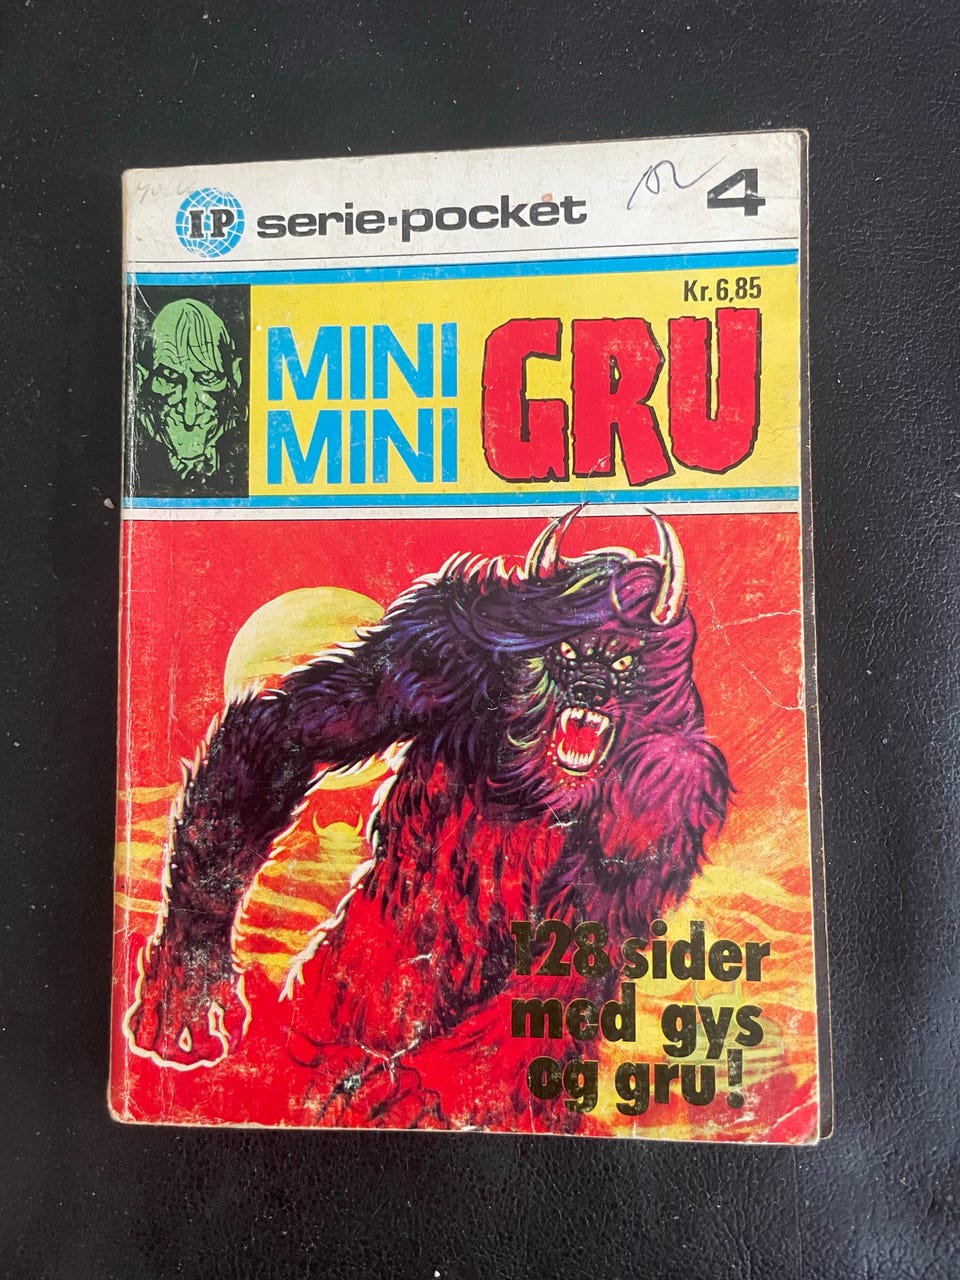 IP serie·pocket 4
Kr.6,85
MINI GRU
MINI
128 sider
med gys
og gru!